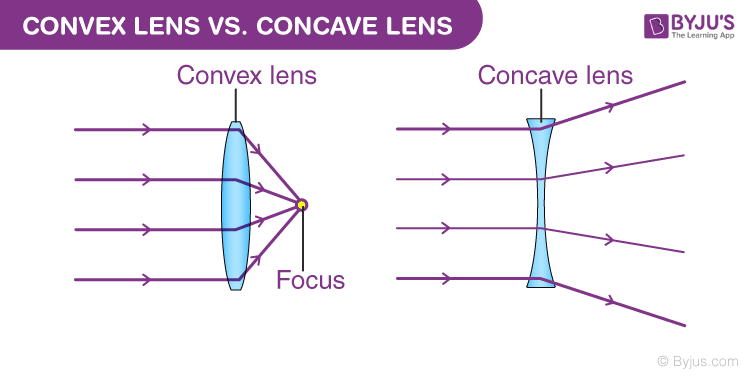 CONVEX LENS VS. CONCAVE LENS
B BYJU'S
The Learning App
Convex lens
Concave lens
Focus
© Byjus.com